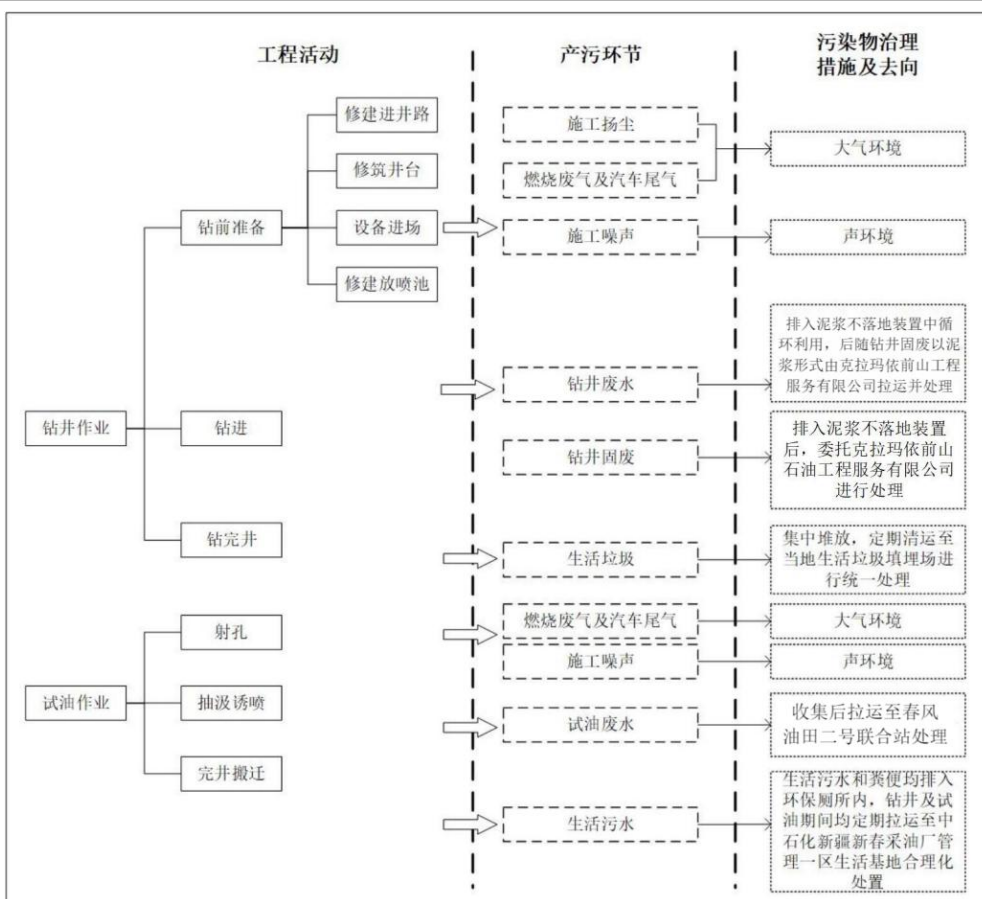 工程活动
产污环节
污染物治理
措施及去向
修建进井路
修筑井台
钻前准备
设备进场
修建放喷池
钻井作业
钻进
钻完井
射孔
试油作业
抽汲诱喷
完井搬迁
施工扬尘
燃烧废气及汽车尾气
施工噪声
钻井废水
钻井固废
生活垃圾
燃烧废气及汽车尾气
施工噪声
试油废水
生活污水
大气环境
声环境
排入泥浆不落地装置中循
环利用，后随钻井固废以泥
浆形式由克拉玛依前山工程
服务有限公司拉运并处理
排入泥浆不落地装置
后，委托克拉玛依前山
石油工程服务有限公司
进行处理
集中堆放，定期清运至
当地生活垃圾填埋场进
行统一处理
大气环境
声环境
收集后拉运至春风
油田二号联合站处理
生活污水和粪便均排入
环保厕所内，钻井及试
油期间均定期拉运至中
石化新疆新春采油厂管
理一区生活基地合理化
处置